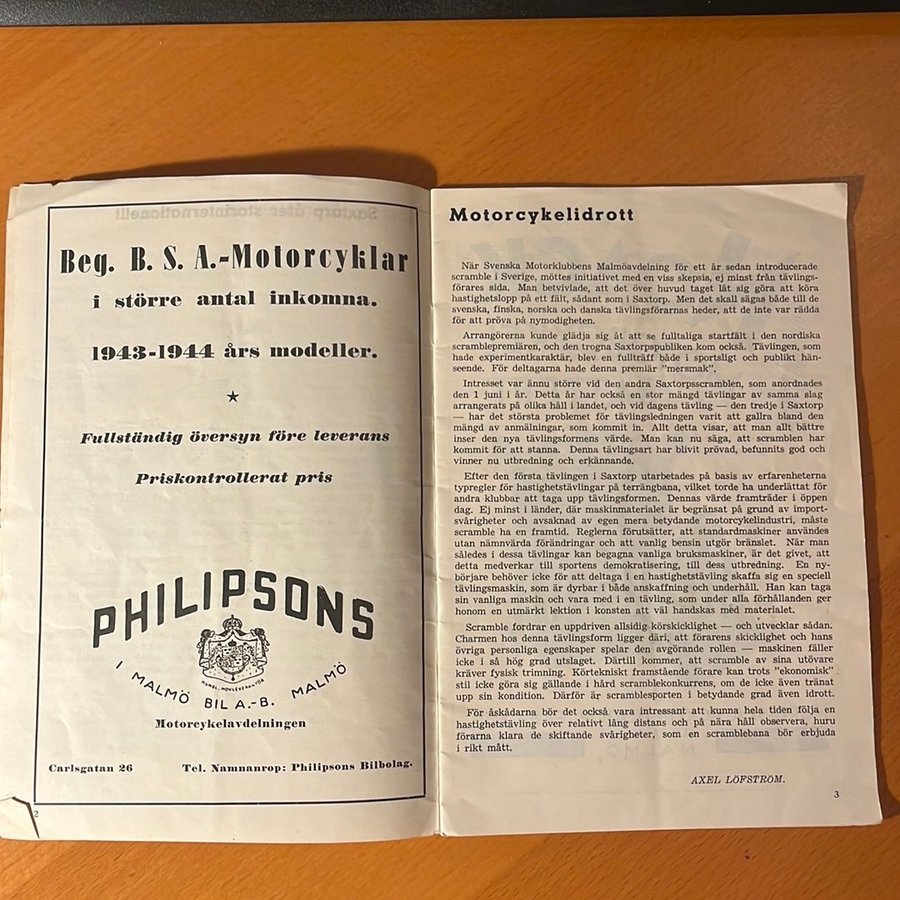 Beg. B. S. A.-Motorcyklar
i större antal inkomna.
1943-1944 års modeller.
Fullständig översyn före leverans
Priskontrollerat pris
PHILIPSONS
KUNGL. HOVLEVERANTÖR
I MALMÖ BIL A.-B. MALMÖ
Motorcykelavdelningen
Carlsgatan 26 Tel. Namnanrop: Philipsons Bilbolag.
2
Motorcykelidrott
När Svenska Motorklubbens Malmöavdelning för ett år sedan introducerade
scramble i Sverige, möttes initiativet med en viss skepsis, ej minst från tävlings-
förares sida. Man betvivlade, att det över huvud taget lät sig göra att köra
hastighetslopp på ett fält, sådant som i Saxtorp. Men det skall sägas både till de
svenska, finska, norska och danska tävlingsförarnas heder, att de inte var rädda
för att pröva på nymodigheten.
Arrangörerna kunde glädja sig åt att se fulltaliga startfält i den nordiska
scramblepremiären, och den trogna Saxtorpspubliken kom också. Tävlingen, som
hade experimentkaraktär, blev en fullträff både i sportsligt och publikt hän-
seende. För deltagarna hade denna premiär "mersmak".
Intresset var ännu större vid den andra Saxtorpsscramblen, som anordnades
den 1 juni i år. Detta år har också en stor mängd tävlingar av samma slag
arrangerats på olika håll i landet, och vid dagens tävling — den tredje i Saxtorp
— har det största problemet för tävlingsledningen varit att gallra bland den
mängd av anmälningar, som kommit in. Allt detta visar, att man allt bättre
inser den nya tävlingsformens värde. Man kan nu säga, att scramblen har
kommit för att stanna. Denna tävlingsart har blivit prövad, befunnits god och
vinner nu utbredning och erkännande.
Efter den första tävlingen i Saxtorp utarbetades på basis av erfarenheterna
typregler för hastighetstävlingar på terrängbana, vilket torde ha underlättat för
andra klubbar att taga upp tävlingsformen. Dennas värde framträder i öppen
dag. Ej minst i länder, där maskinmaterialet är begränsat på grund av import-
svårigheter och avsaknad av egen mera betydande motorcykelindustri, måste
scramble ha en framtid. Reglerna förutsätter, att standardmaskiner användes
utan nämnvärda förändringar och att vanlig bensin utgör bränslet. När man
således i dessa tävlingar kan begagna vanliga bruksmaskiner, är det givet, att
detta medverkar till sportens demokratisering, till dess utbredning. En ny-
börjare behöver icke för att deltaga i en hastighetstävling skaffa sig en speciell
tävlingsmaskin, som är dyrbar i både anskaffning och underhåll. Han kan taga
sin vanliga maskin och vara med i en tävling, som under alla förhållanden ger
honom en utmärkt lektion i konsten att väl handskas med materialet.
Scramble fordrar en uppdriven allsidig körskicklighet — och utvecklar sådan.
Charmen hos denna tävlingsform ligger däri, att förarens skicklighet och hans
övriga personliga egenskaper spelar den avgörande rollen — maskinen fäller
icke i så hög grad utslaget. Därtill kommer, att scramble av sina utövare
kräver fysisk trimning. Körtekniskt framstående förare kan trots "ekonomisk"
stil icke göra sig gällande i hård scramblekonkurrens, om de icke även tränat
upp sin kondition. Därför är scramblesporten i betydande grad även idrott.
För åskådarna bör det också vara intressant att kunna hela tiden följa en
hastighetstävling över relativt lång distans och på nära håll observera, huru
förarna klara de skiftande svårigheter, som en scramblebana bör erbjuda
i rikt mått.
AXEL LÖFSTRÖM.
3